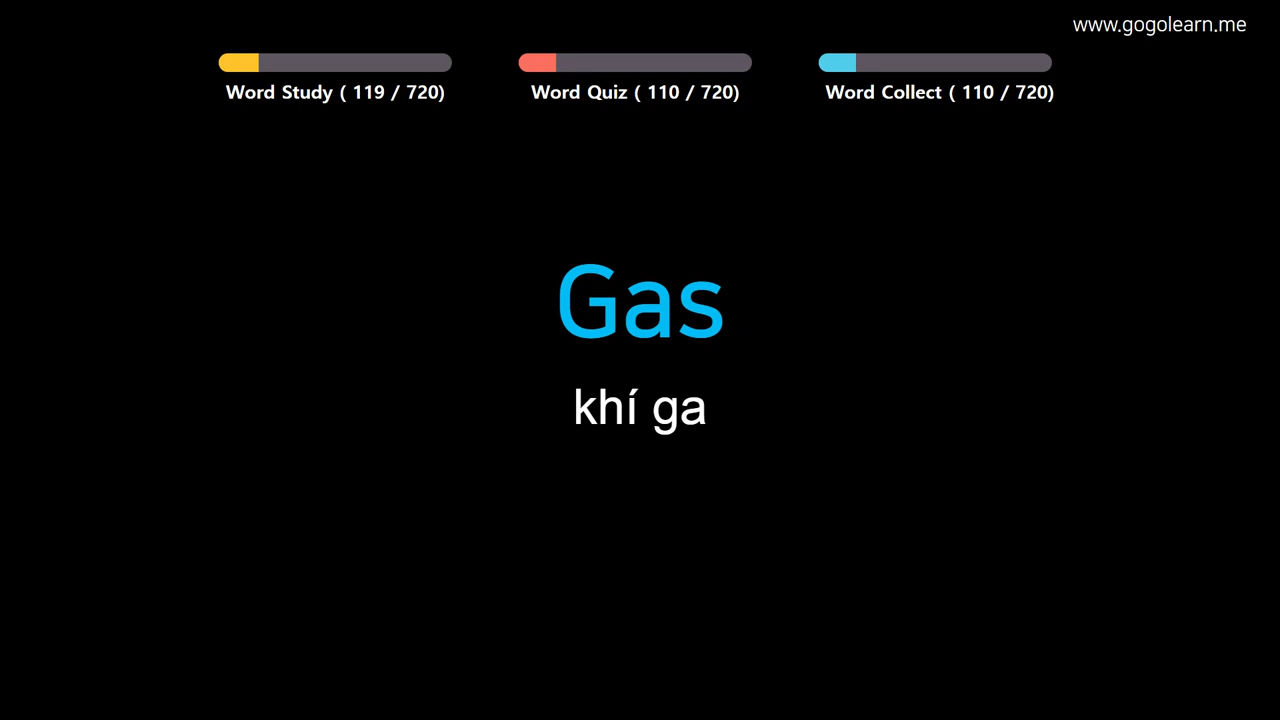 www.gogolearn.me
Word Study ( 119 / 720)
Word Quiz ( 110 / 720)
Word Collect ( 110 / 720)
Gas
khí ga